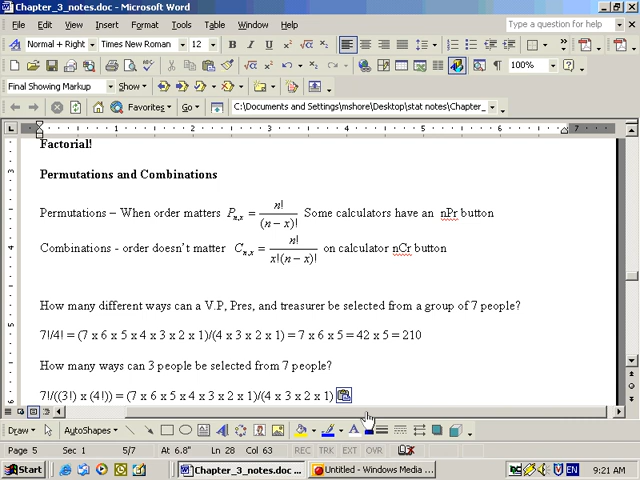 Chapter_3_notes.doc - Microsoft Word
File Edit View Insert Format Tools Table Window Help Type a question for help
Normal + Right Times New Roman 12 B I U
100%
Final Showing Markup Show
Favorites Go C:\Documents and Settings\mshore\Desktop\stat notes\Chapter_
1 2 3 4 5 6 7
Factorial!
Permutations and Combinations
Permutations – When order matters P_{n,x} = n!/(n − x)! Some calculators have an nPr button
Combinations - order doesn't matter C_{n,x} = n!/x!(n − x)! on calculator nCr button
How many different ways can a V.P, Pres, and treasurer be selected from a group of 7 people?
7!/4! = (7 x 6 x 5 x 4 x 3 x 2 x 1)/(4 x 3 x 2 x 1) = 7 x 6 x 5 = 42 x 5 = 210
How many ways can 3 people be selected from 7 people?
7!/((3!) x (4!)) = (7 x 6 x 5 x 4 x 3 x 2 x 1)/(4 x 3 x 2 x 1)
Draw AutoShapes
Page 5 Sec 1 5/7 At 6.8" Ln 28 Col 63 REC TRK EXT OVR
Start Chapter_3_notes.doc ... Untitled - Windows Media ... EN 9:21 AM